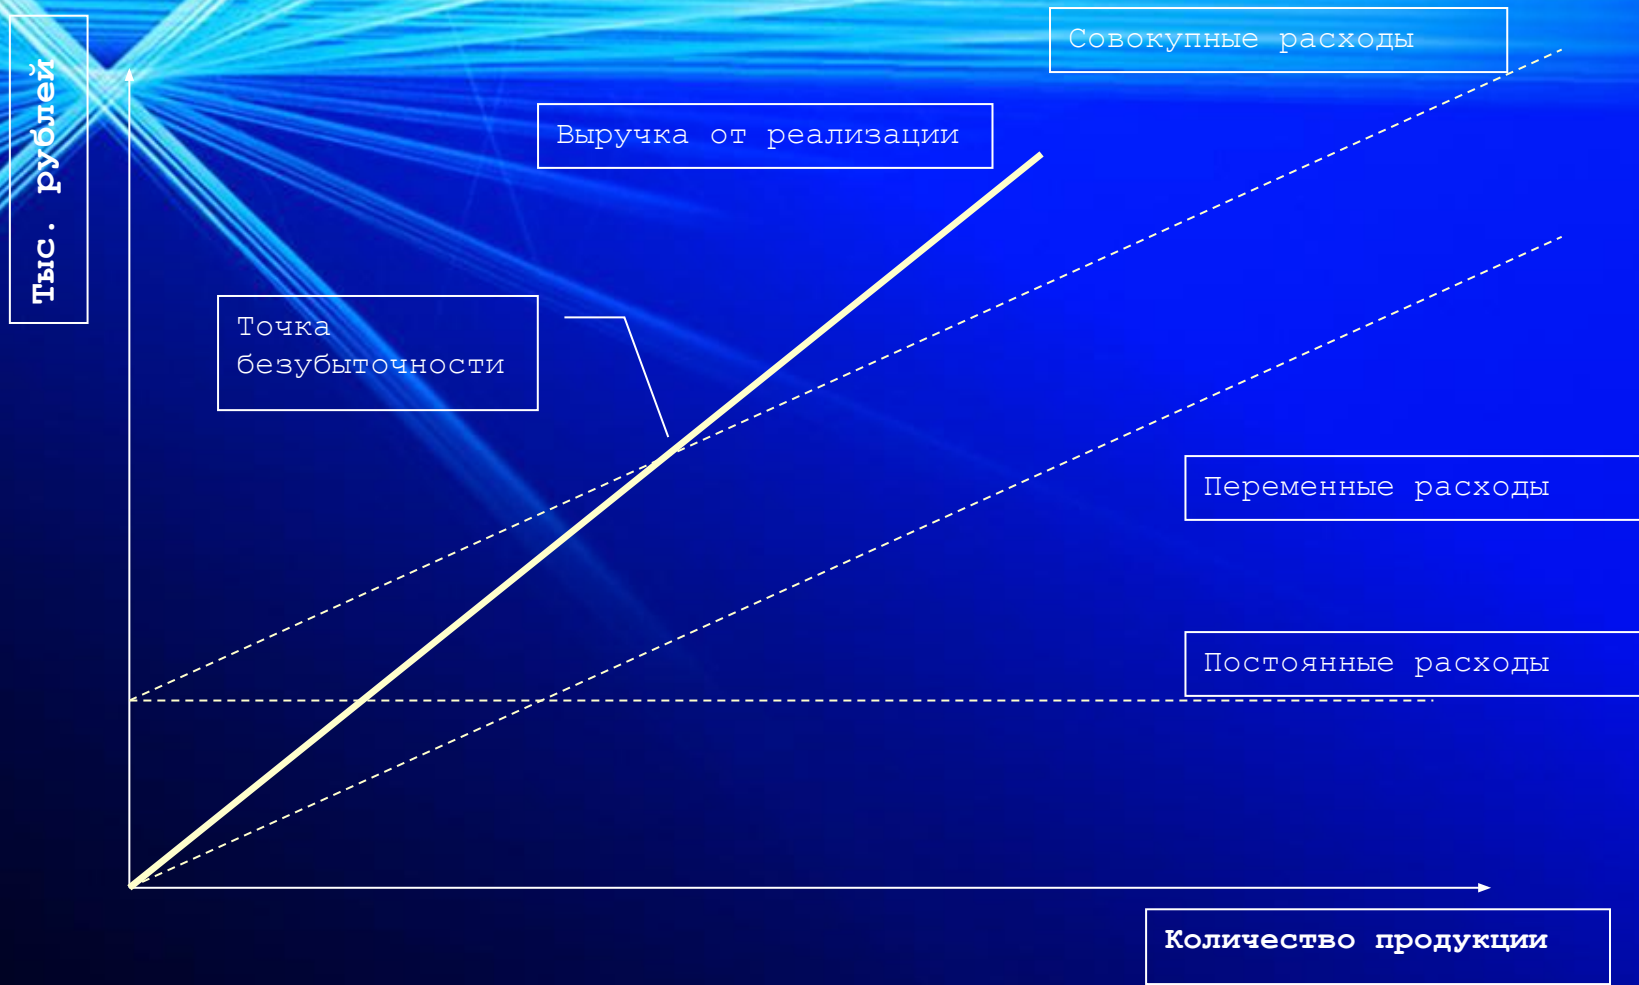 Тыс. рублей
Совокупные расходы
Выручка от реализации
Точка
безубыточности
Переменные расходы
Постоянные расходы
Количество продукции